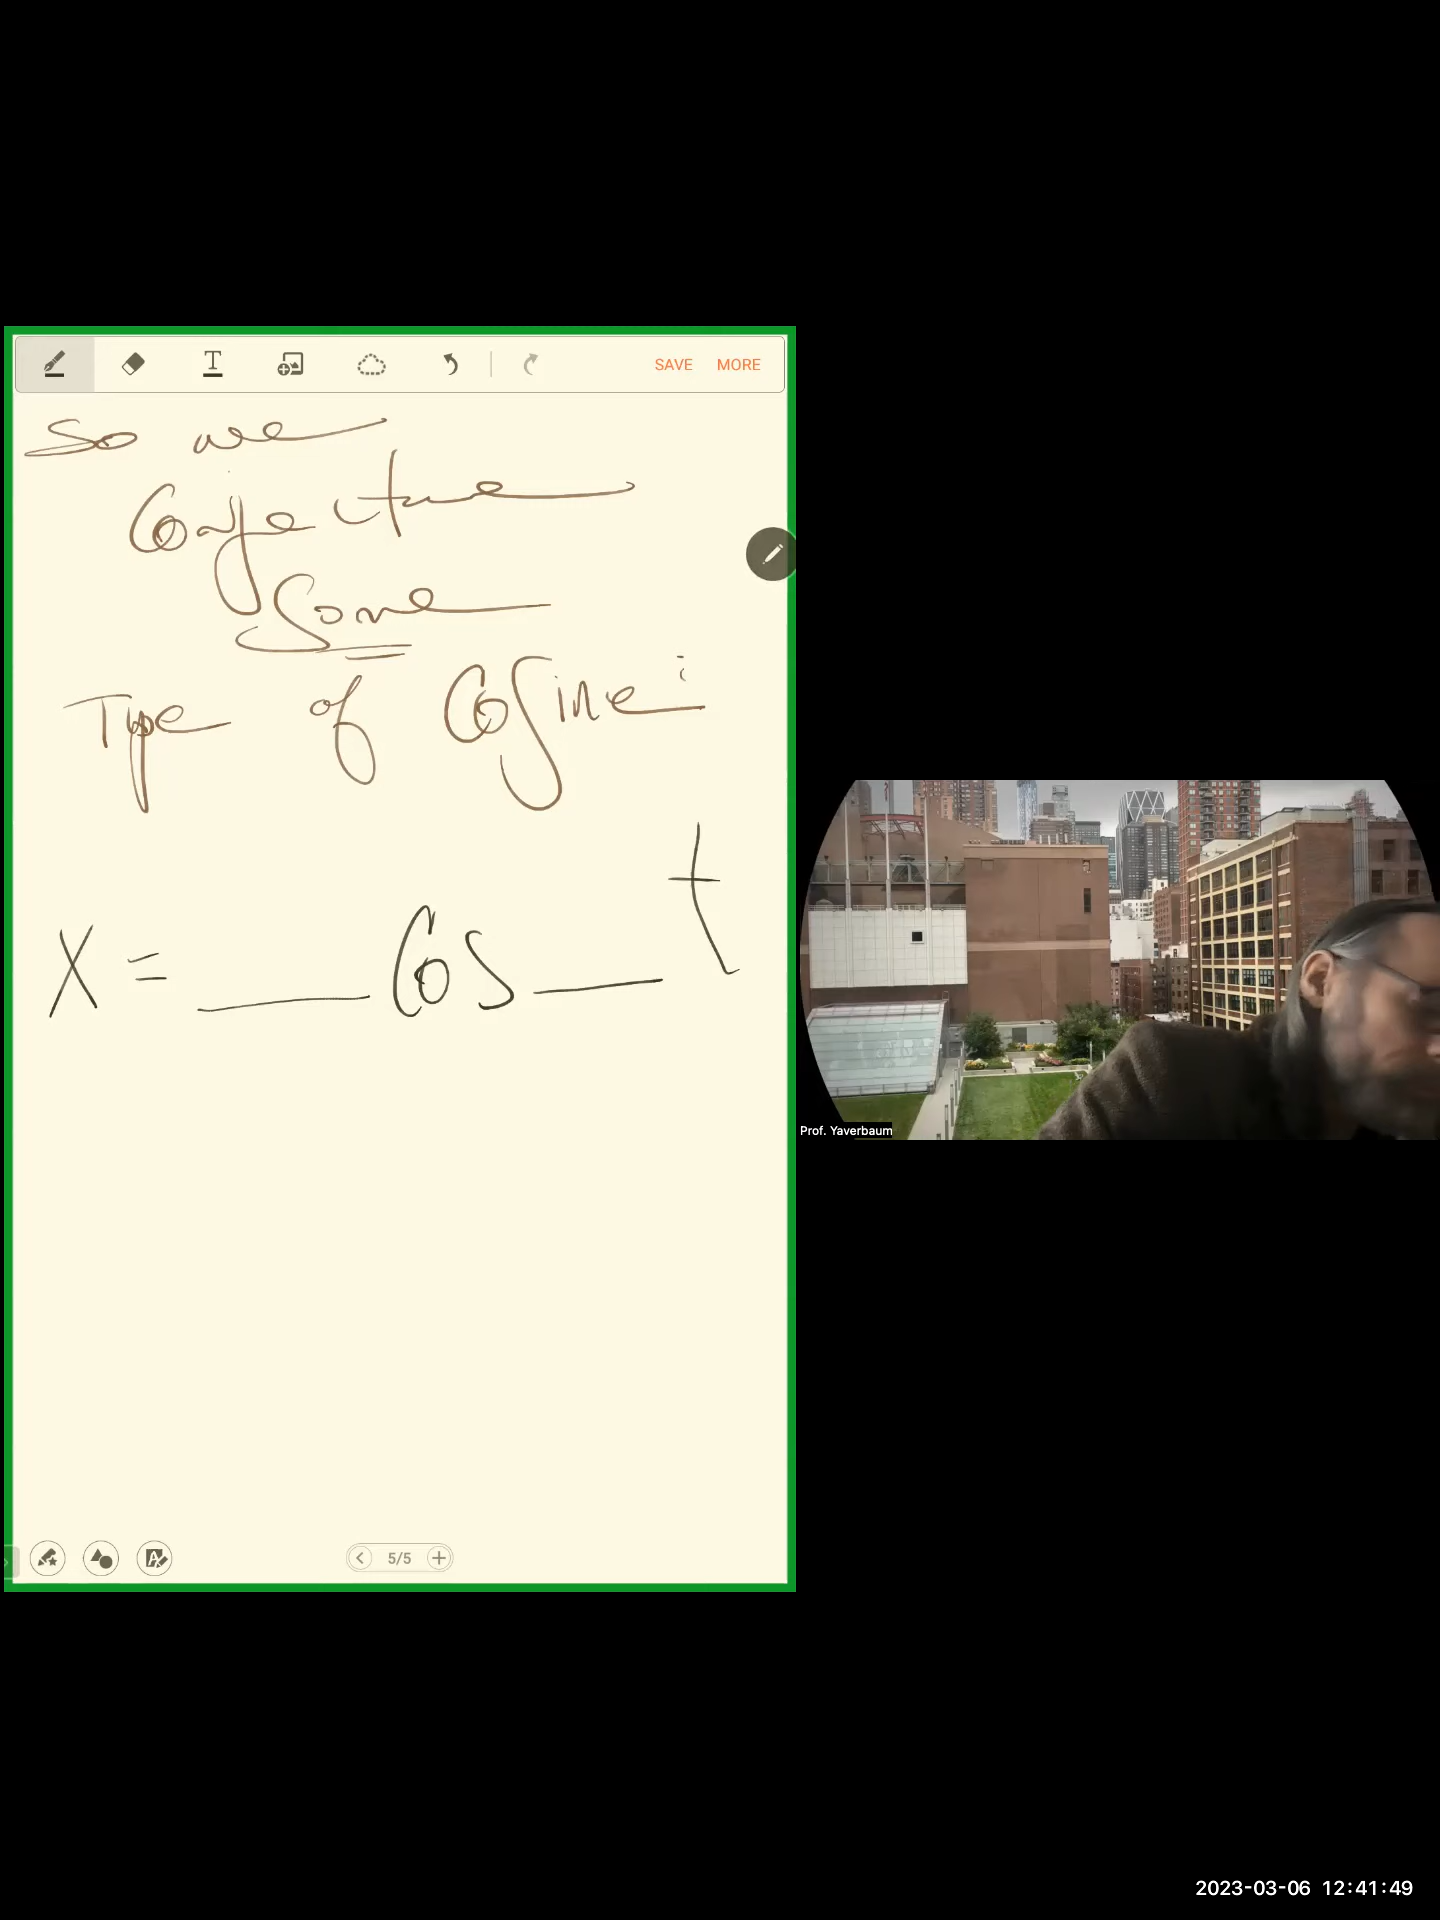 T
SAVE
MORE
So we
Conjecture
Some
Type of Cosine:
X = ___ Cos ___ t
A
5/5
Prof. Yaverbaum
2023-03-06 12:41:49